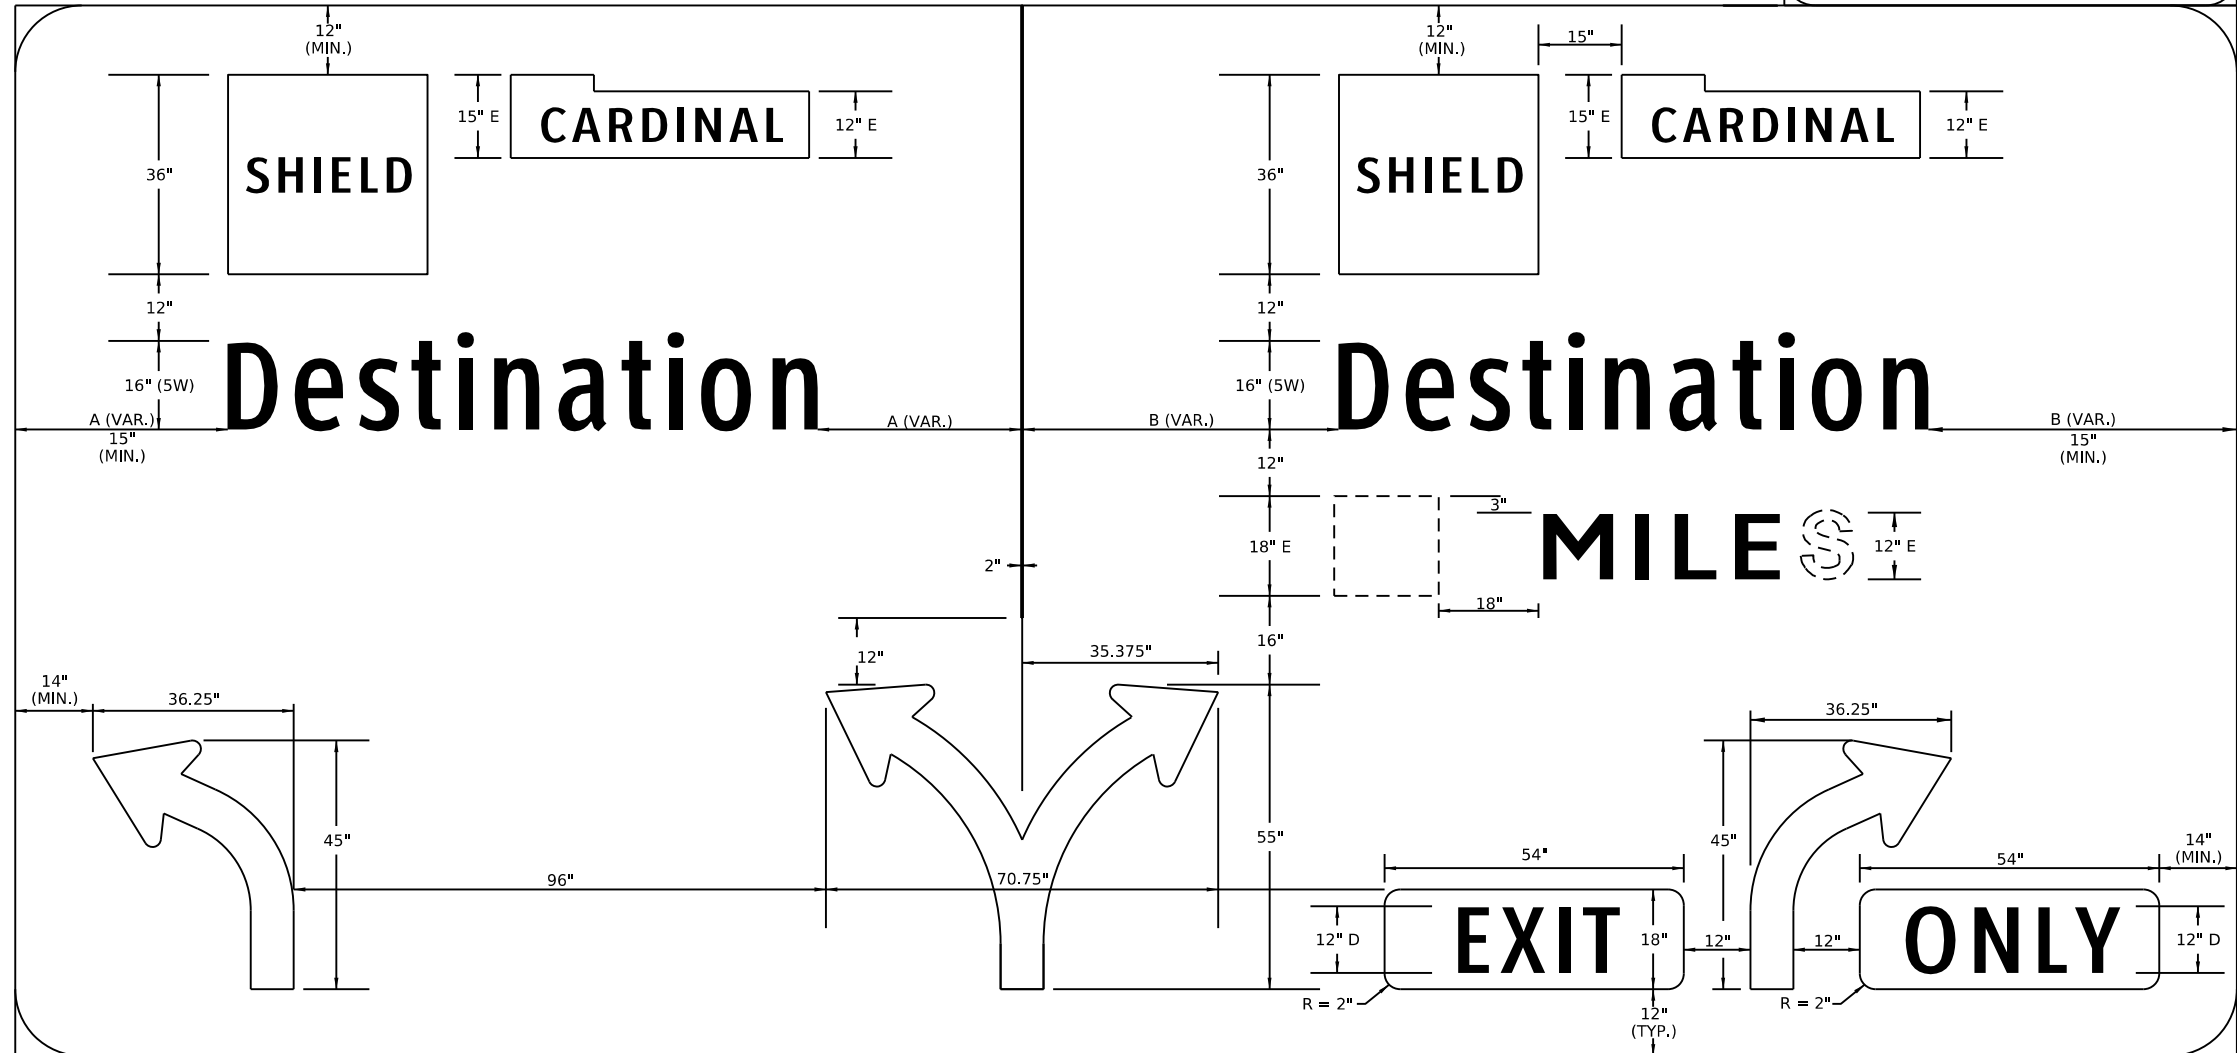 12"
(MIN.)
12"
(MIN.)
15"
15" E
CARDINAL
12" E
15" E
CARDINAL
12" E
36"
SHIELD
36"
SHIELD
12"
12"
Destination
Destination
16" (5W)
16" (5W)
A (VAR.)
15"
(MIN.)
A (VAR.)
B (VAR.)
B (VAR.)
15"
(MIN.)
12"
3"
18" E
MILES
12" E
2"
18"
16"
12"
35.375"
14"
(MIN.)
36.25"
36.25"
45"
55"
45"
54"
54"
14"
(MIN.)
96"
70.75"
12" D
EXIT
18"
12"
12"
ONLY
12" D
R = 2"
R = 2"
12"
(TYP.)